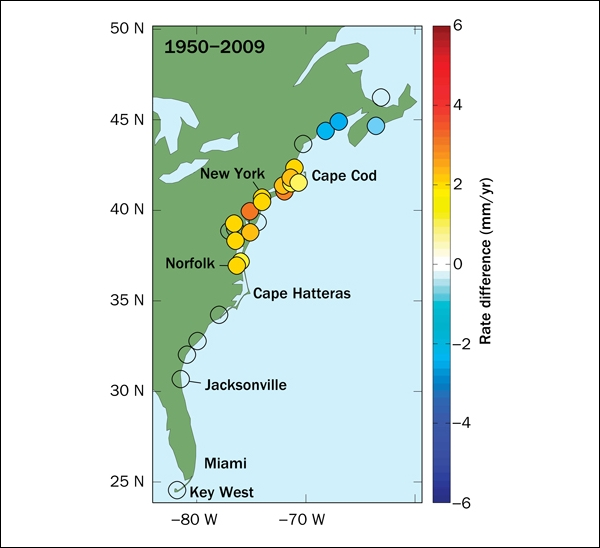 50 N
1950–2009
45 N
New York
Cape Cod
40 N
Norfolk
Cape Hatteras
35 N
Jacksonville
30 N
Miami
25 N
Key West
−80 W
−70 W
6
4
2
0
−2
−4
−6
Rate difference (mm/yr)